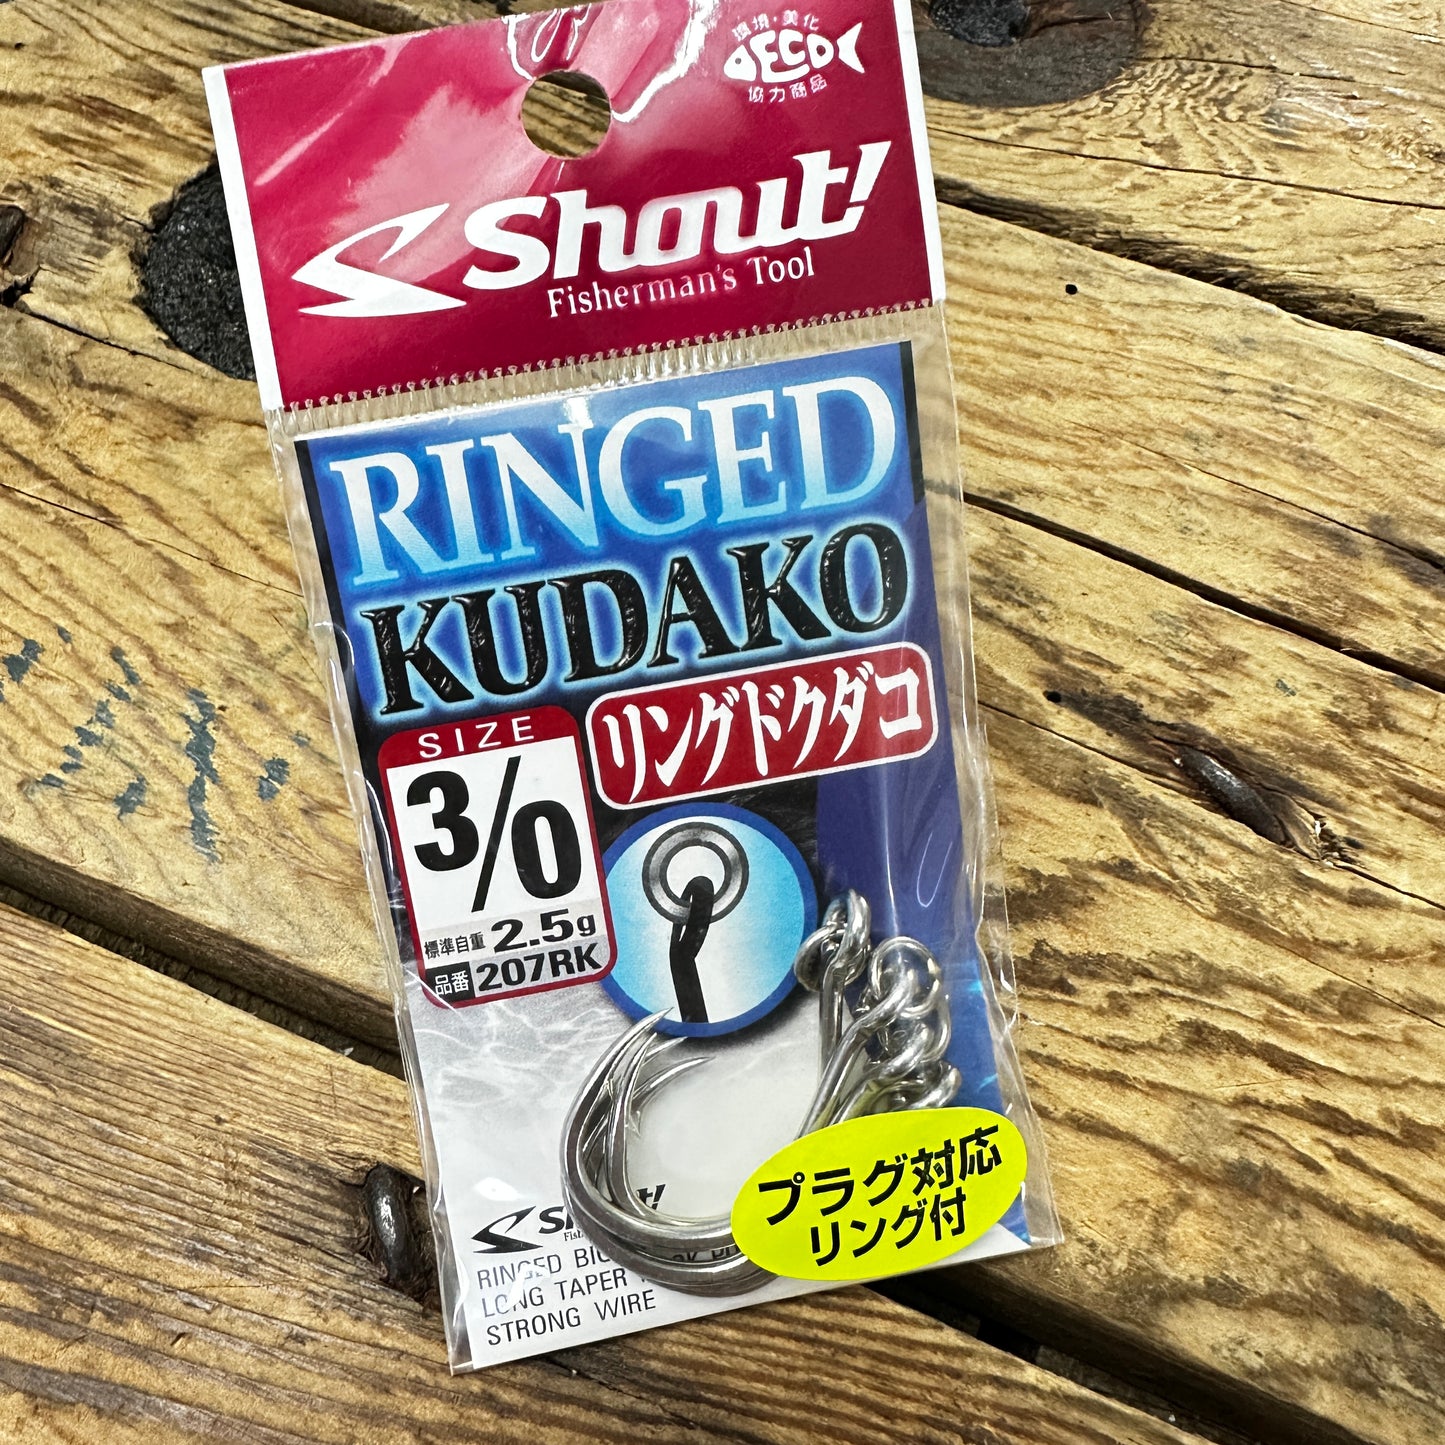 環境・美化
ECO
協力商品
Shout!
Fisherman's Tool
RINGED
KUDAKO
リングドクダコ
SIZE
3/0
標準自重 2.5g
品番 207RK
プラグ対応
リング付
RINGED
LONG TAPER
STRONG WIRE